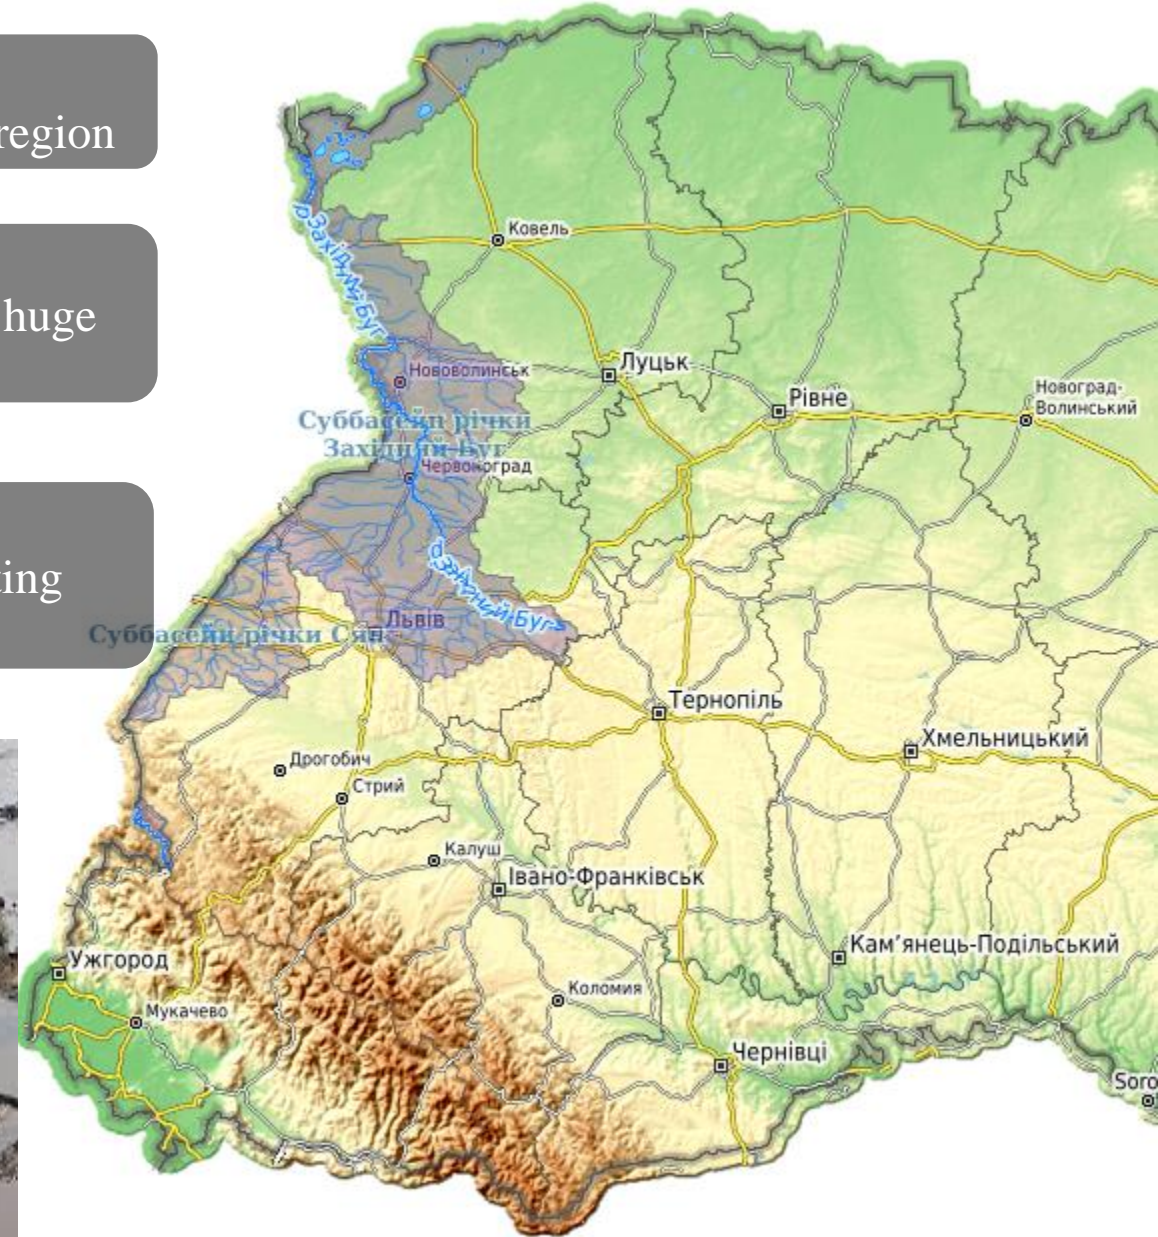 region
huge
ting
р.Західний Буг
Ковель
Луцьк
Нововолинськ
Рівне
Новоград-
Волинський
Суббасейн річки
Західний Буг
Червоноград
р.Західний Буг
Львів
Суббасейн річки Сян
Тернопіль
Хмельницький
Дрогобич
Стрий
Калуш
Івано-Франківськ
Кам’янець-Подільський
Ужгород
Мукачево
Коломия
Чернівці
Soro